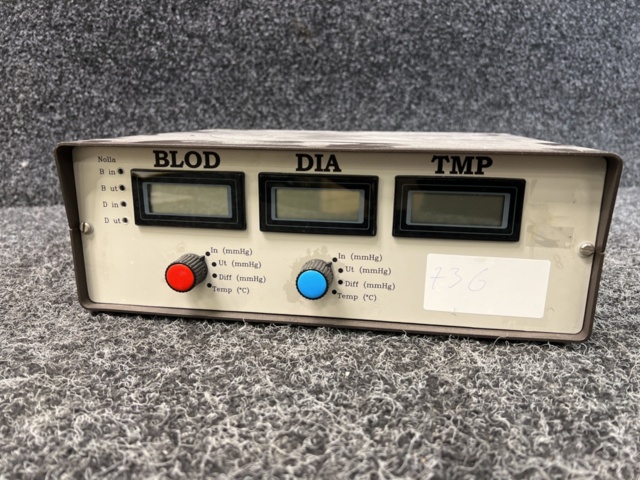 BLOD DIA TMP
Nolla
B in
B ut
D in
D ut
In (mmHg)
Ut (mmHg)
Diff (mmHg)
Temp (°C)
In (mmHg)
Ut (mmHg)
Diff (mmHg)
Temp (°C)
736